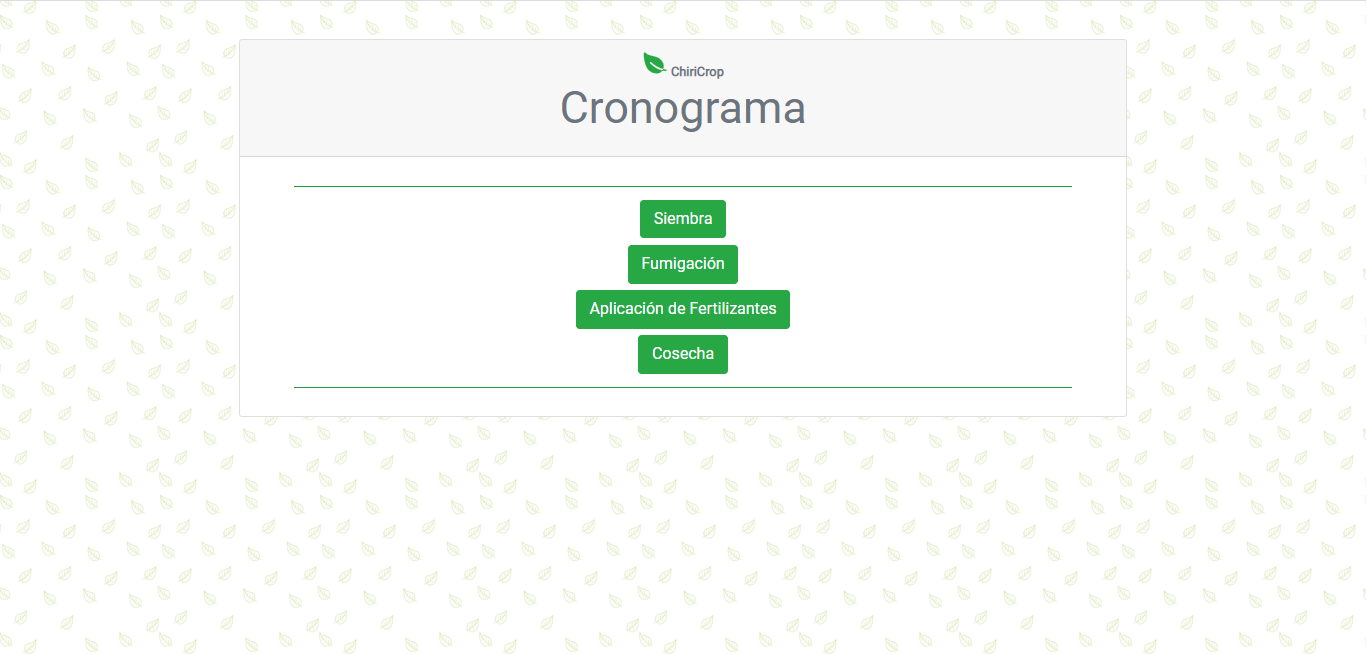 ChiriCrop
Cronograma
Siembra
Fumigación
Aplicación de Fertilizantes
Cosecha